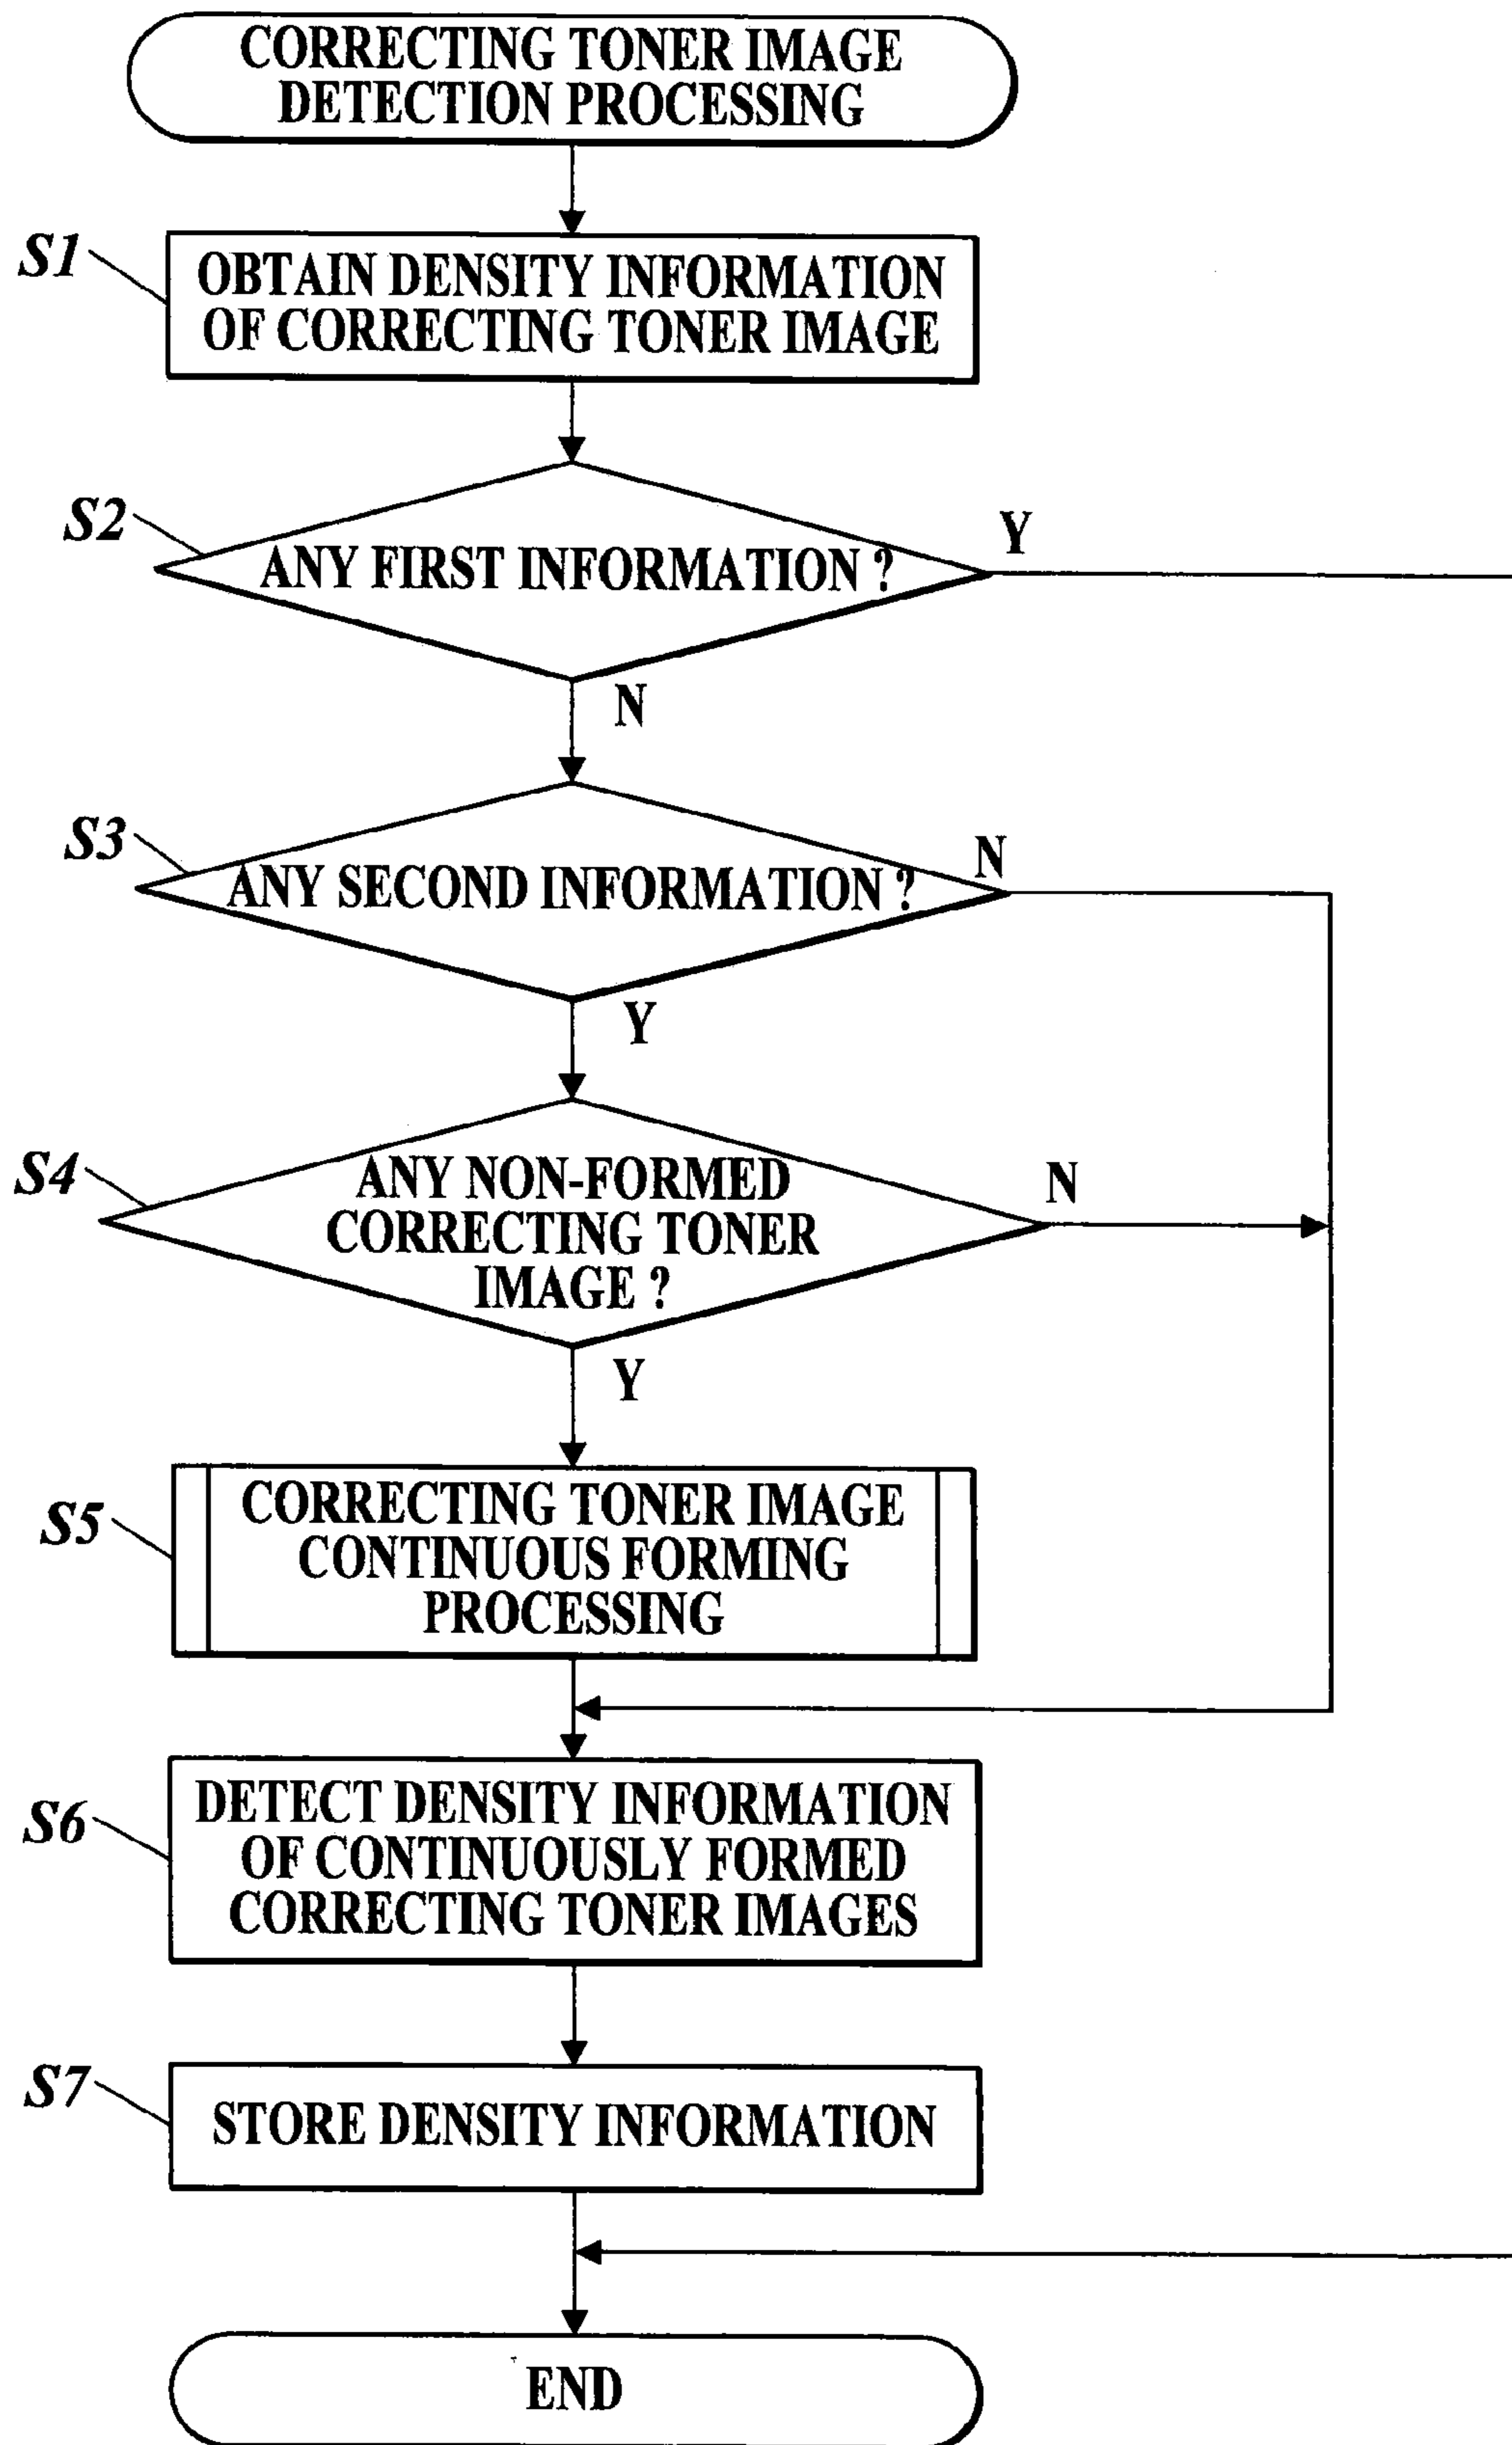 CORRECTING TONER IMAGE
DETECTION PROCESSING
S1
OBTAIN DENSITY INFORMATION
OF CORRECTING TONER IMAGE
S2
ANY FIRST INFORMATION ?
Y
N
S3
ANY SECOND INFORMATION ?
N
Y
S4
ANY NON-FORMED
CORRECTING TONER
IMAGE ?
N
Y
S5
CORRECTING TONER IMAGE
CONTINUOUS FORMING
PROCESSING
S6
DETECT DENSITY INFORMATION
OF CONTINUOUSLY FORMED
CORRECTING TONER IMAGES
S7
STORE DENSITY INFORMATION
END